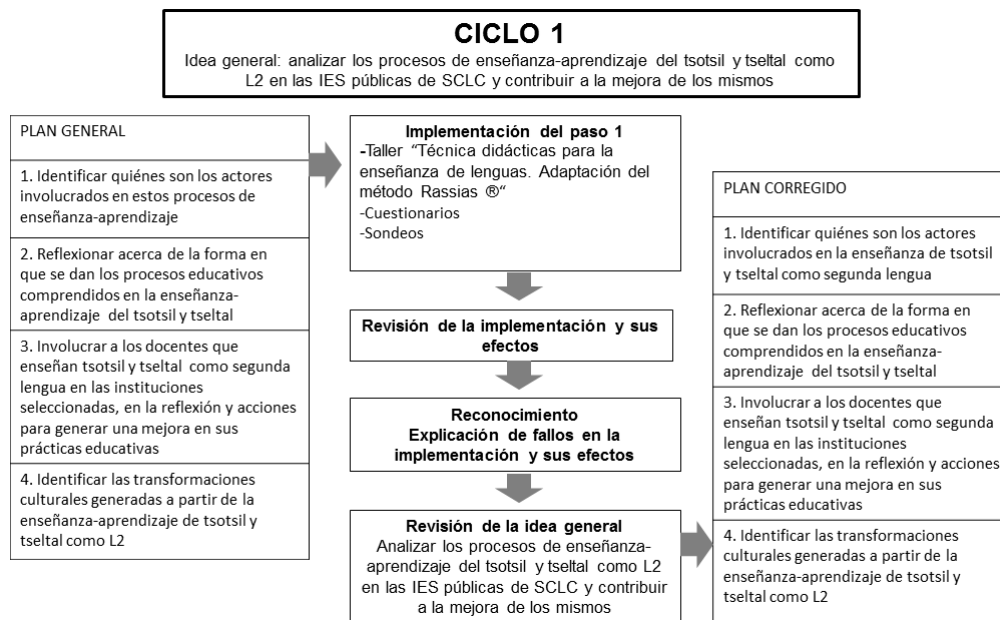 CICLO 1
Idea general: analizar los procesos de enseñanza-aprendizaje del tsotsil y tseltal como
L2 en las IES públicas de SCLC y contribuir a la mejora de los mismos
PLAN GENERAL
1. Identificar quiénes son los actores
involucrados en estos procesos de
enseñanza-aprendizaje
2. Reflexionar acerca de la forma en
que se dan los procesos educativos
comprendidos en la enseñanza-
aprendizaje del tsotsil y tseltal
3. Involucrar a los docentes que
enseñan tsotsil y tseltal como segunda
lengua en las instituciones
seleccionadas, en la reflexión y acciones
para generar una mejora en sus
prácticas educativas
4. Identificar las transformaciones
culturales generadas a partir de la
enseñanza-aprendizaje de tsotsil y
tseltal como L2
Implementación del paso 1
-Taller "Técnica didácticas para la
enseñanza de lenguas. Adaptación del
método Rassias ®"
-Cuestionarios
-Sondeos
Revisión de la implementación y sus
efectos
Reconocimiento
Explicación de fallos en la
implementación y sus efectos
Revisión de la idea general
Analizar los procesos de enseñanza-
aprendizaje del tsotsil y tseltal como L2
en las IES públicas de SCLC y contribuir
a la mejora de los mismos
PLAN CORREGIDO
1. Identificar quiénes son los actores
involucrados en la enseñanza de tsotsil
y tseltal como segunda lengua
2. Reflexionar acerca de la forma en
que se dan los procesos educativos
comprendidos en la enseñanza-
aprendizaje del tsotsil y tseltal
3. Involucrar a los docentes que
enseñan tsotsil y tseltal como segunda
lengua en las instituciones
seleccionadas, en la reflexión y acciones
para generar una mejora en sus
prácticas educativas
4. Identificar las transformaciones
culturales generadas a partir de la
enseñanza-aprendizaje de tsotsil y
tseltal como L2